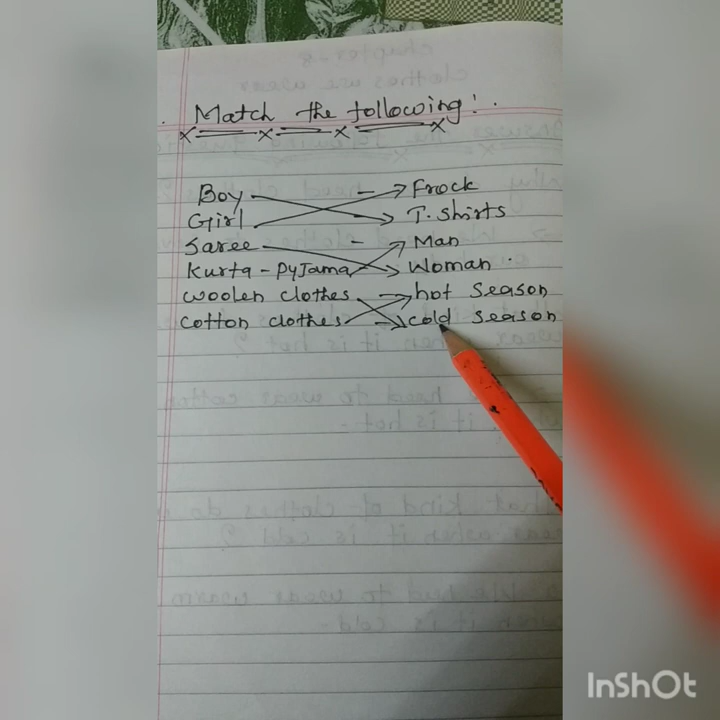 Match the following:
Boy - Frock
Girl T. Shirts
Saree - Man
Kurta - PyJama Woman
Woolen clothes - hot Season
Cotton clothes - cold season
InShOt